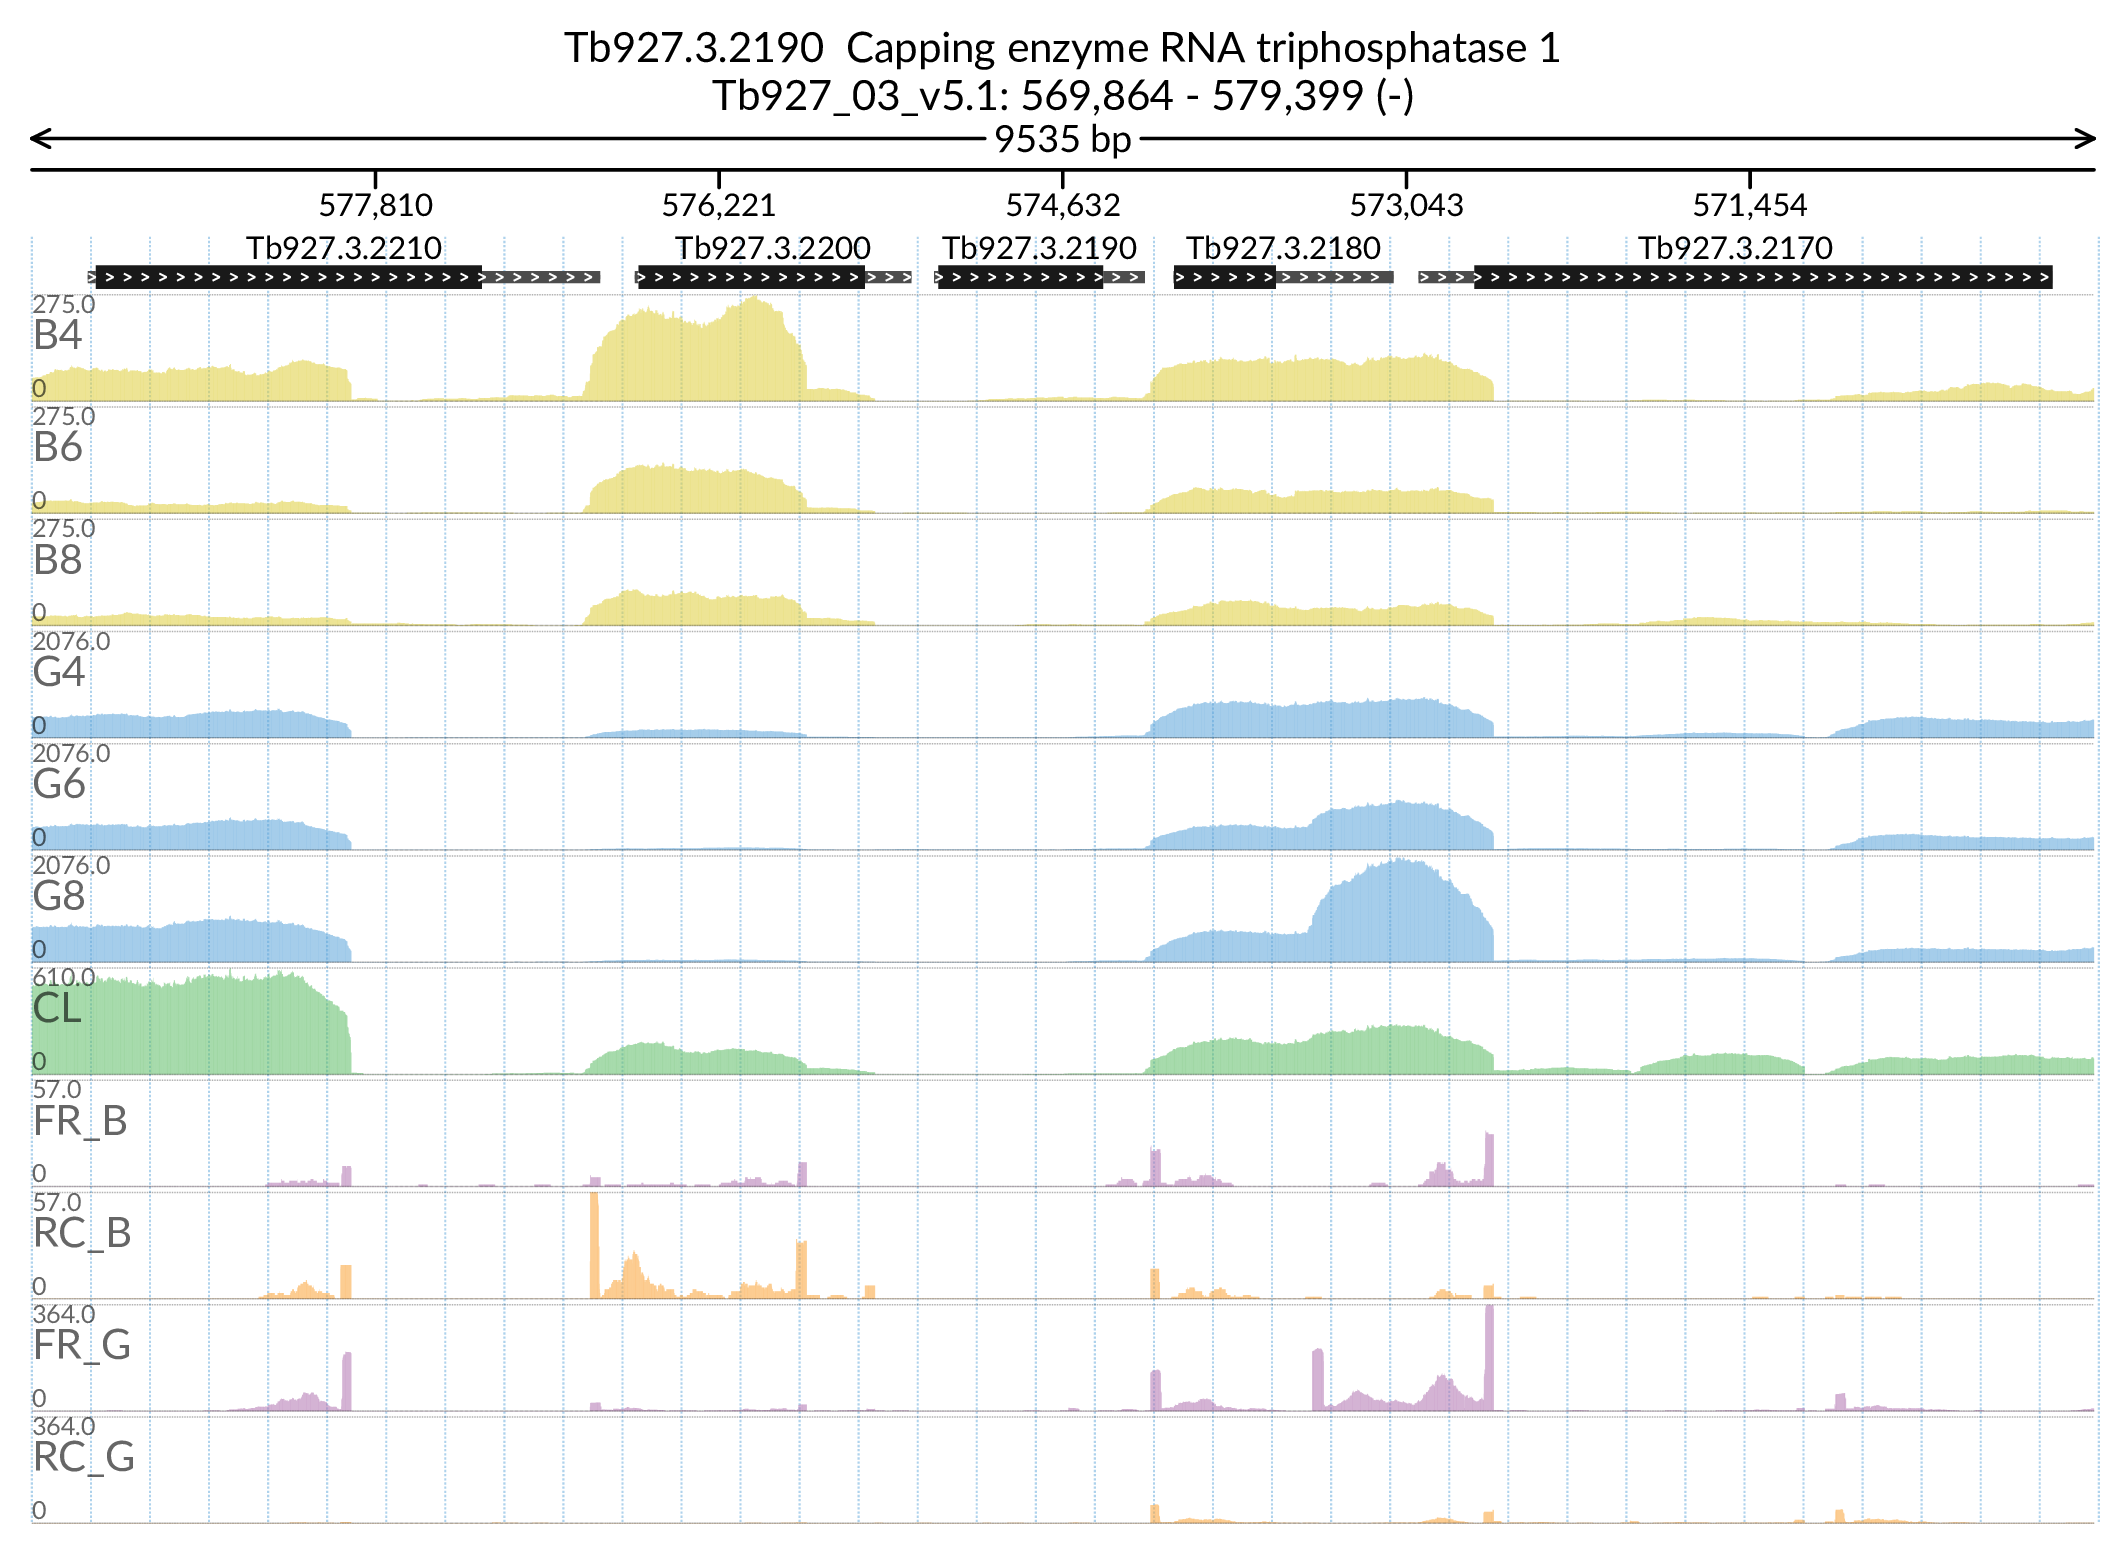 Tb927.3.2190  Capping enzyme RNA triphosphatase 1
Tb927_03_v5.1: 569,864 - 579,399 (-)
9535 bp
577,810 576,221 574,632 573,043 571,454
Tb927.3.2210 Tb927.3.2200 Tb927.3.2190 Tb927.3.2180 Tb927.3.2170
275.0
B4
0
275.0
B6
0
275.0
B8
0
2076.0
G4
0
2076.0
G6
0
2076.0
G8
0
610.0
CL
0
57.0
FR_B
0
57.0
RC_B
0
364.0
FR_G
0
364.0
RC_G
0